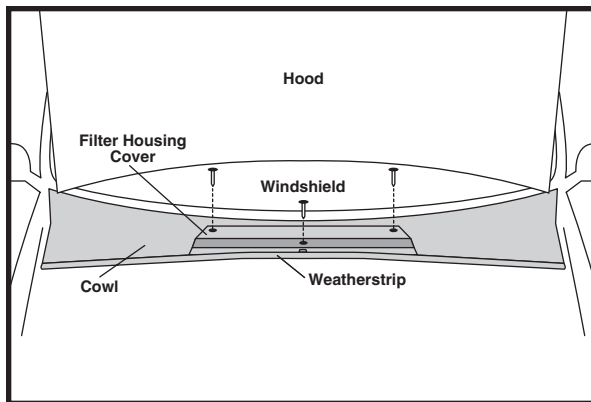 Hood
Filter Housing
Cover
Windshield
Cowl
Weatherstrip